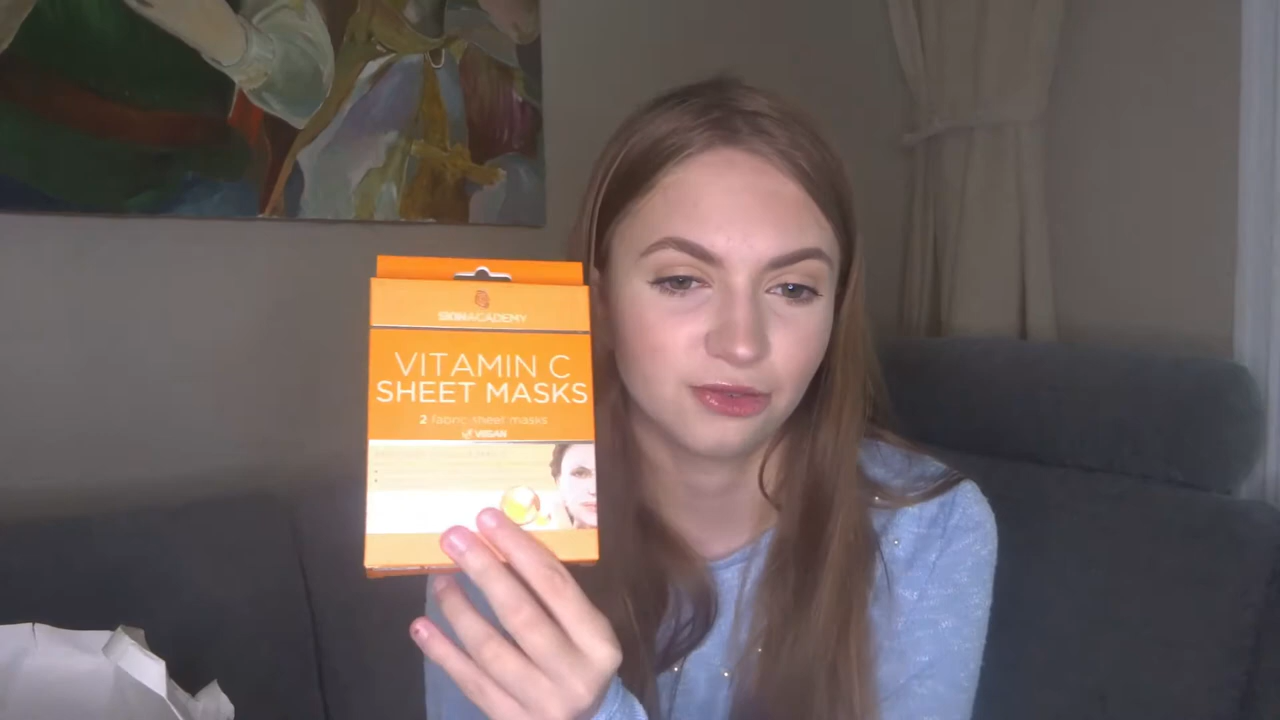 SKINACADEMY
VITAMIN C
SHEET MASKS
2 fabric sheet masks
VEGAN